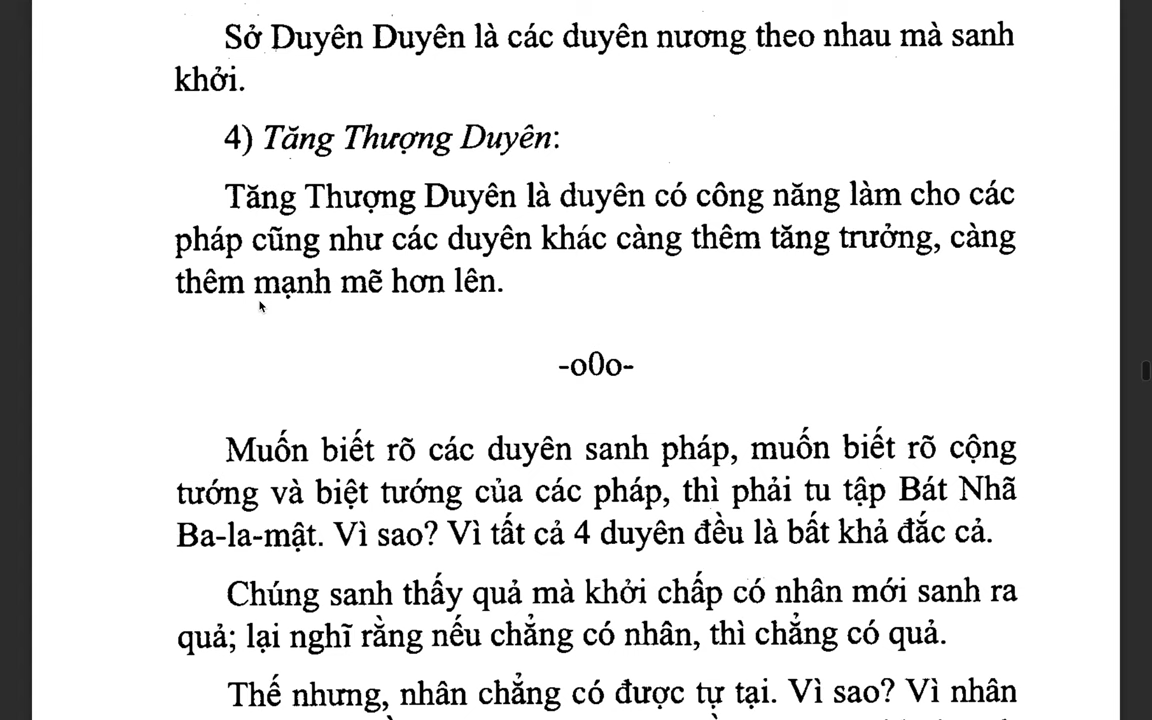 Sở Duyên Duyên là các duyên nương theo nhau mà sanh
khởi.
4) Tăng Thượng Duyên:
Tăng Thượng Duyên là duyên có công năng làm cho các
pháp cũng như các duyên khác càng thêm tăng trưởng, càng
thêm mạnh mẽ hơn lên.
-o0o-
Muốn biết rõ các duyên sanh pháp, muốn biết rõ cộng
tướng và biệt tướng của các pháp, thì phải tu tập Bát Nhã
Ba-la-mật. Vì sao? Vì tất cả 4 duyên đều là bất khả đắc cả.
Chúng sanh thấy quả mà khởi chấp có nhân mới sanh ra
quả; lại nghĩ rằng nếu chẳng có nhân, thì chẳng có quả.
Thế nhưng, nhân chẳng có được tự tại. Vì sao? Vì nhân